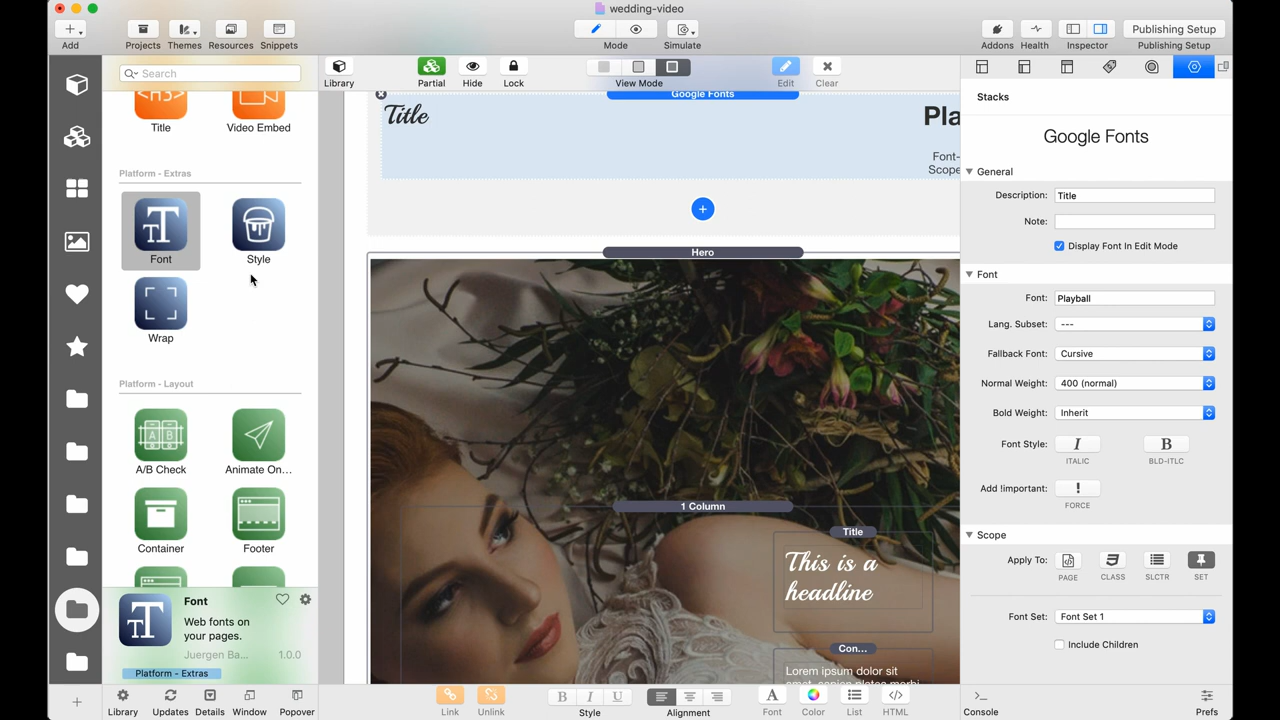 wedding-video
Add
Projects
Themes
Resources
Snippets
Mode
Simulate
Addons
Health
Inspector
Publishing Setup
Publishing Setup
Search
Library
Partial
Hide
Lock
View Mode
Edit
Clear
<h3>
Title
Video Embed
Platform - Extras
Font
Style
Wrap
Platform - Layout
A/B Check
Animate On...
Container
Footer
Font
Web fonts on
your pages.
Juergen Ba...
1.0.0
Platform - Extras
Library
Updates
Details
Window
Popover
Google Fonts
Title
Pla
Font-
Scope
Hero
1 Column
Title
This is a
headline
Con...
Lorem ipsum dolor sit
Link
Unlink
B I U
Style
Alignment
Font
Color
List
HTML
Stacks
Google Fonts
General
Description: Title
Note:
Display Font In Edit Mode
Font
Font: Playball
Lang. Subset: ---
Fallback Font: Cursive
Normal Weight: 400 (normal)
Bold Weight: Inherit
Font Style: I B
ITALIC BLD-ITLC
Add !important: !
FORCE
Scope
Apply To:
PAGE CLASS SLCTR SET
Font Set: Font Set 1
Include Children
Console
Prefs